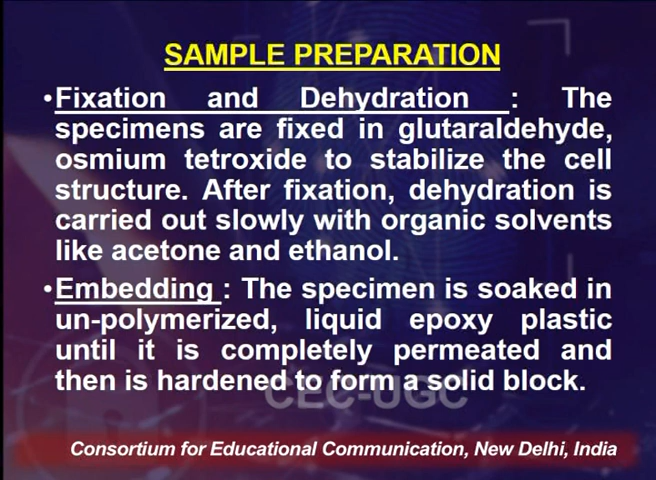 SAMPLE PREPARATION
•Fixation and Dehydration : The
specimens are fixed in glutaraldehyde,
osmium tetroxide to stabilize the cell
structure. After fixation, dehydration is
carried out slowly with organic solvents
like acetone and ethanol.
•Embedding : The specimen is soaked in
un-polymerized, liquid epoxy plastic
until it is completely permeated and
then is hardened to form a solid block.
CEC-UGC
Consortium for Educational Communication, New Delhi, India